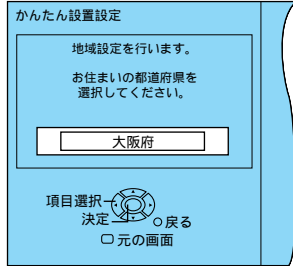 かんたん設置設定
地域設定を行います。
お住まいの都道府県を
選択してください。
大阪府
項目選択
決定
戻る
元の画面